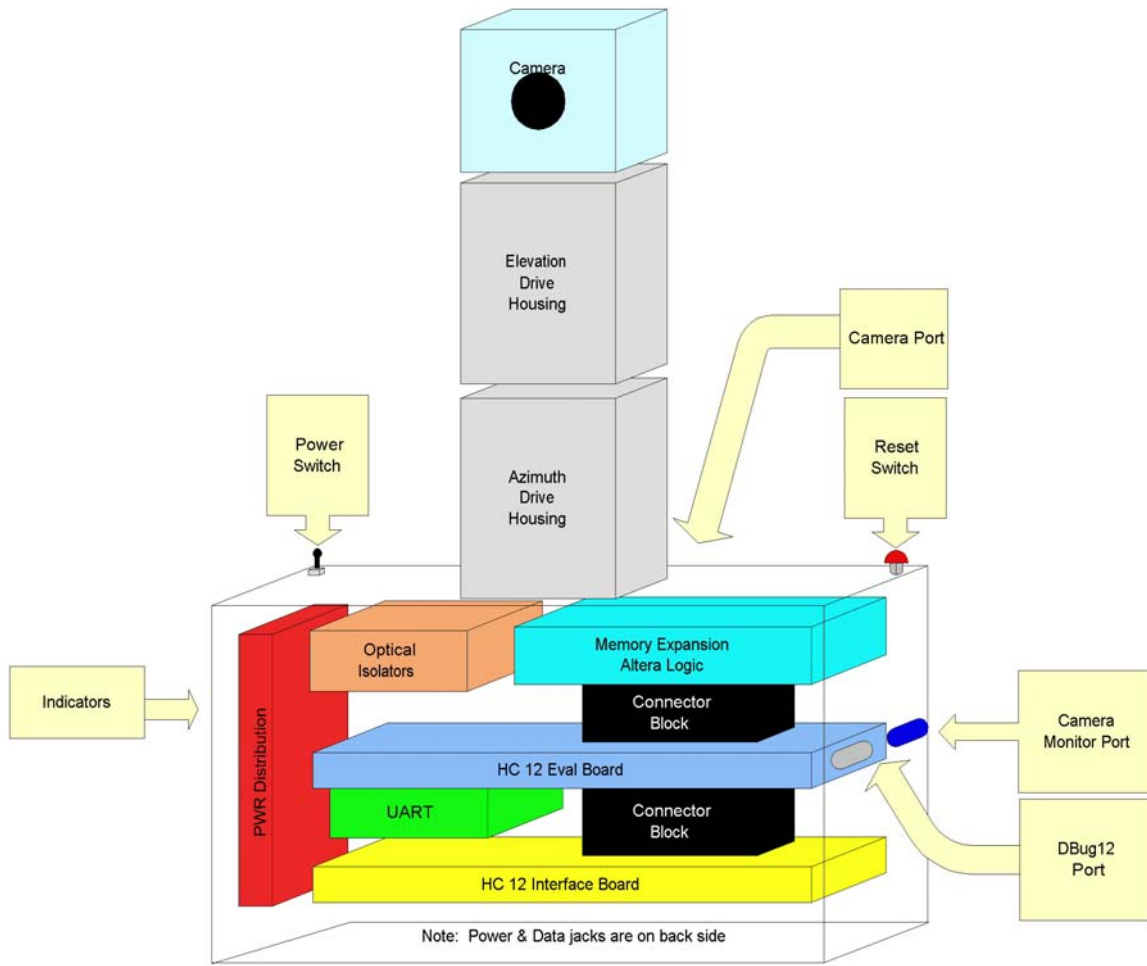 Camera
Elevation
Drive
Housing
Camera Port
Power
Switch
Azimuth
Drive
Housing
Reset
Switch
Optical
Isolators
Memory Expansion
Altera Logic
Indicators
Connector
Block
Camera
Monitor Port
PWR Distribution
HC 12 Eval Board
UART
Connector
Block
DBug12
Port
HC 12 Interface Board
Note: Power & Data jacks are on back side